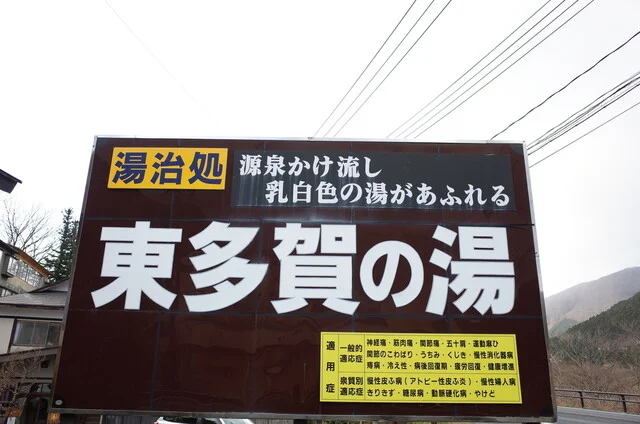 湯治処
源泉かけ流し
乳白色の湯があふれる
東多賀の湯
適用症
一般的適応症
神経痛・筋肉痛・関節痛・五十肩・運動麻ひ
関節のこわばり・うちみ・くじき・慢性消化器病
痔病・冷え性・病後回復期・疲労回復・健康増進
泉質別適応症
慢性皮ふ病(アトピー性皮ふ炎)・慢性婦人病
きりきず・糖尿病・動脈硬化病・やけど